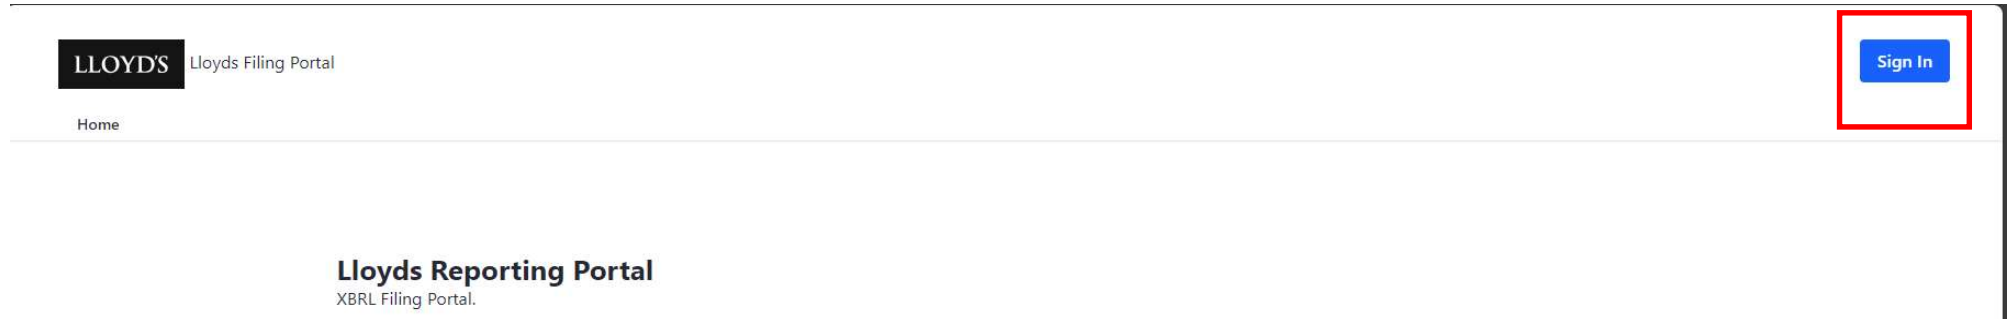 LLOYD'S Lloyds Filing Portal
Sign In
Home
Lloyds Reporting Portal
XBRL Filing Portal.